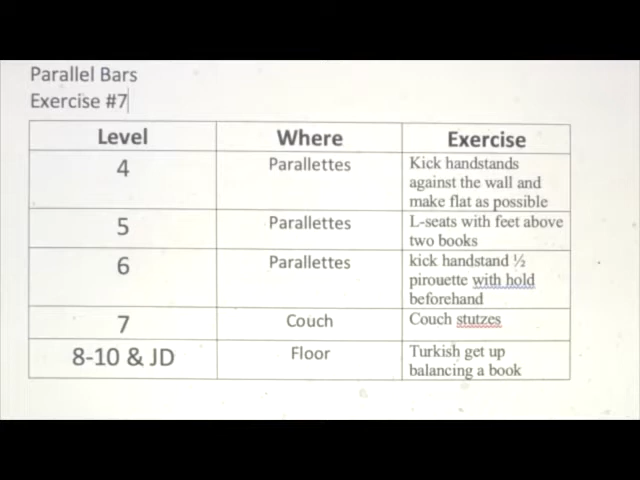 Parallel Bars
Exercise #7
Level Where Exercise
4 Parallettes Kick handstands
against the wall and
make flat as possible
5 Parallettes L-seats with feet above
two books
6 Parallettes kick handstand ½
pirouette with hold
beforehand
7 Couch Couch stutzes
8-10 & JD Floor Turkish get up
balancing a book